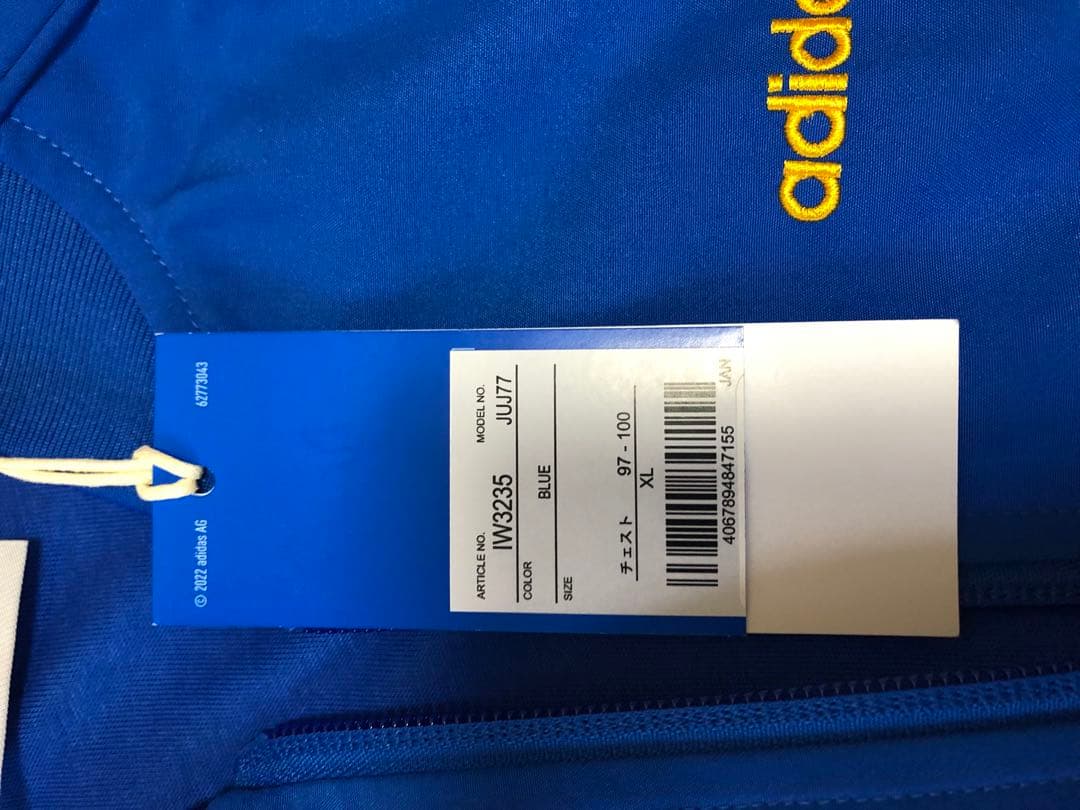 adid
© 2022 adidas AG 62773043
ARTICLE NO. MODEL NO.
IW3235 JUJ77
COLOR
BLUE
SIZE
チェスト 97 - 100
XL
4067894847155
JAN